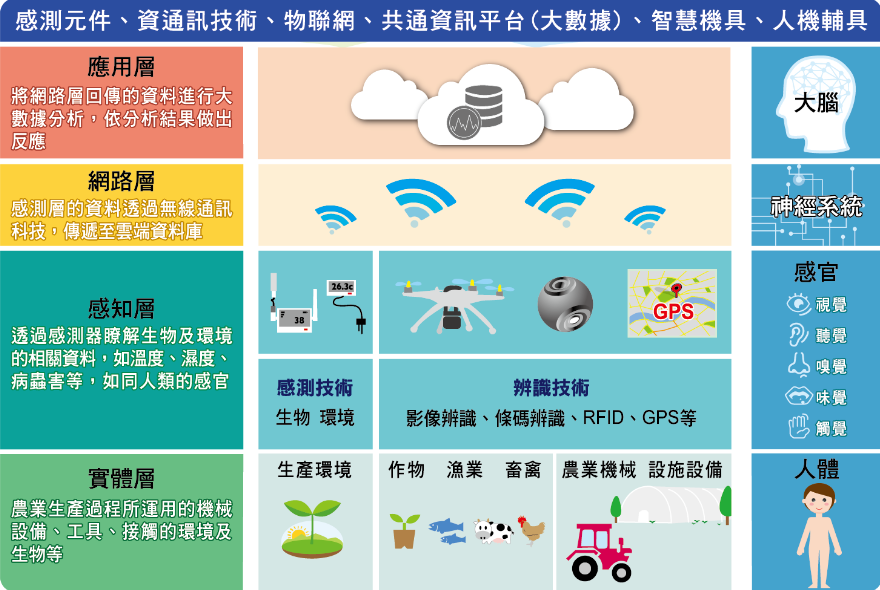 感測元件、資通訊技術、物聯網、共通資訊平台(大數據)、智慧機具、人機輔具
應用層
將網路層回傳的資料進行大
數據分析，依分析結果做出
反應
大腦
網路層
感測層的資料透過無線通訊
科技，傳遞至雲端資料庫
神經系統
感知層
透過感測器瞭解生物及環境
的相關資料，如溫度、濕度、
病蟲害等，如同人類的感官
26.3c
38
GPS
感測技術
生物 環境
辨識技術
影像辨識、條碼辨識、RFID、GPS等
感官
視覺
聽覺
嗅覺
味覺
觸覺
實體層
農業生產過程所運用的機械
設備、工具、接觸的環境及
生物等
生產環境
作物 漁業 畜禽
農業機械 設施設備
人體